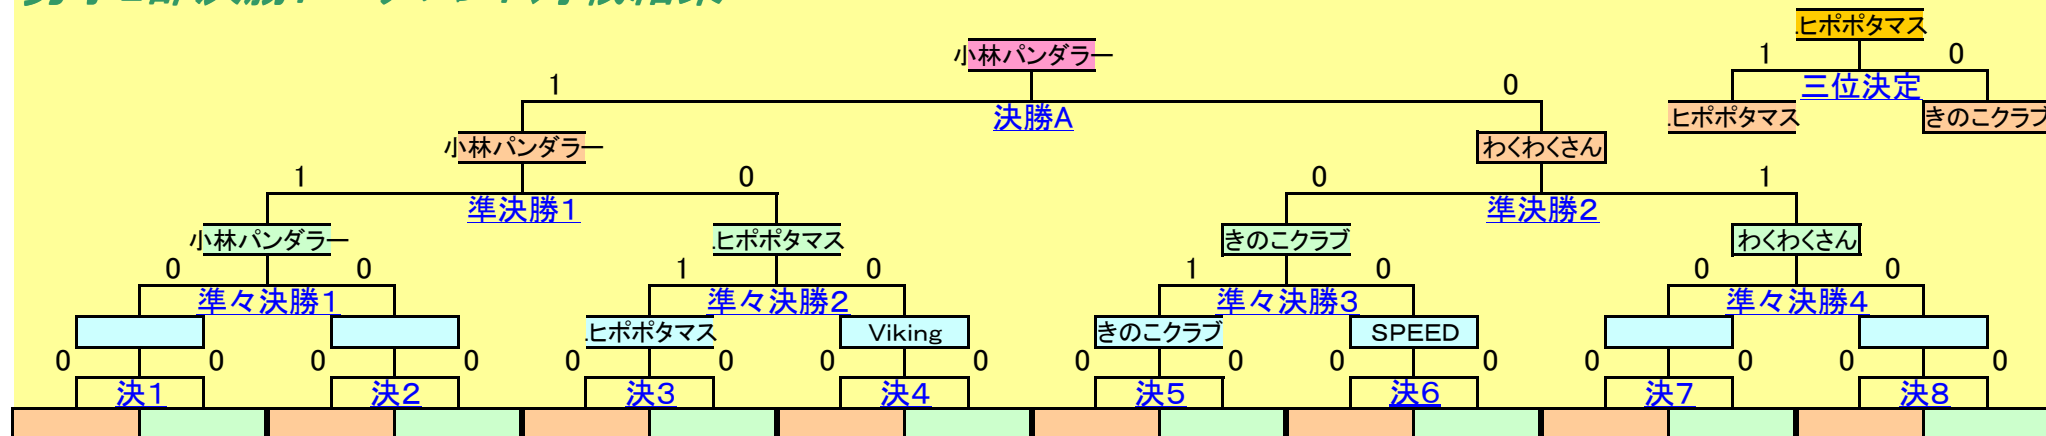 ヒポポタマス
小林パンダラー
1 0
1 0
三位決定
決勝A
ヒポポタマス きのこクラブ
小林パンダラー わくわくさん
1 0 0 1
準決勝1 準決勝2
小林パンダラー ヒポポタマス きのこクラブ わくわくさん
0 0 1 0 1 0 0 0
準々決勝1 準々決勝2 準々決勝3 準々決勝4
ヒポポタマス Viking きのこクラブ SPEED
0 0 0 0 0 0 0 0 0 0 0 0 0 0 0 0
決1 決2 決3 決4 決5 決6 決7 決8